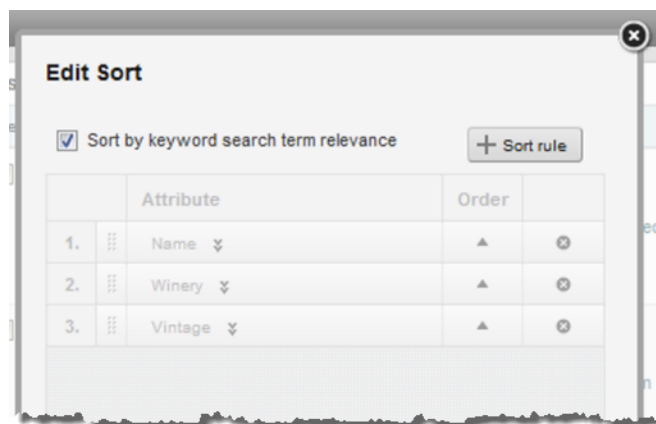 Edit Sort
Sort by keyword search term relevance
Sort rule
Attribute Order
1. Name
2. Winery
3. Vintage